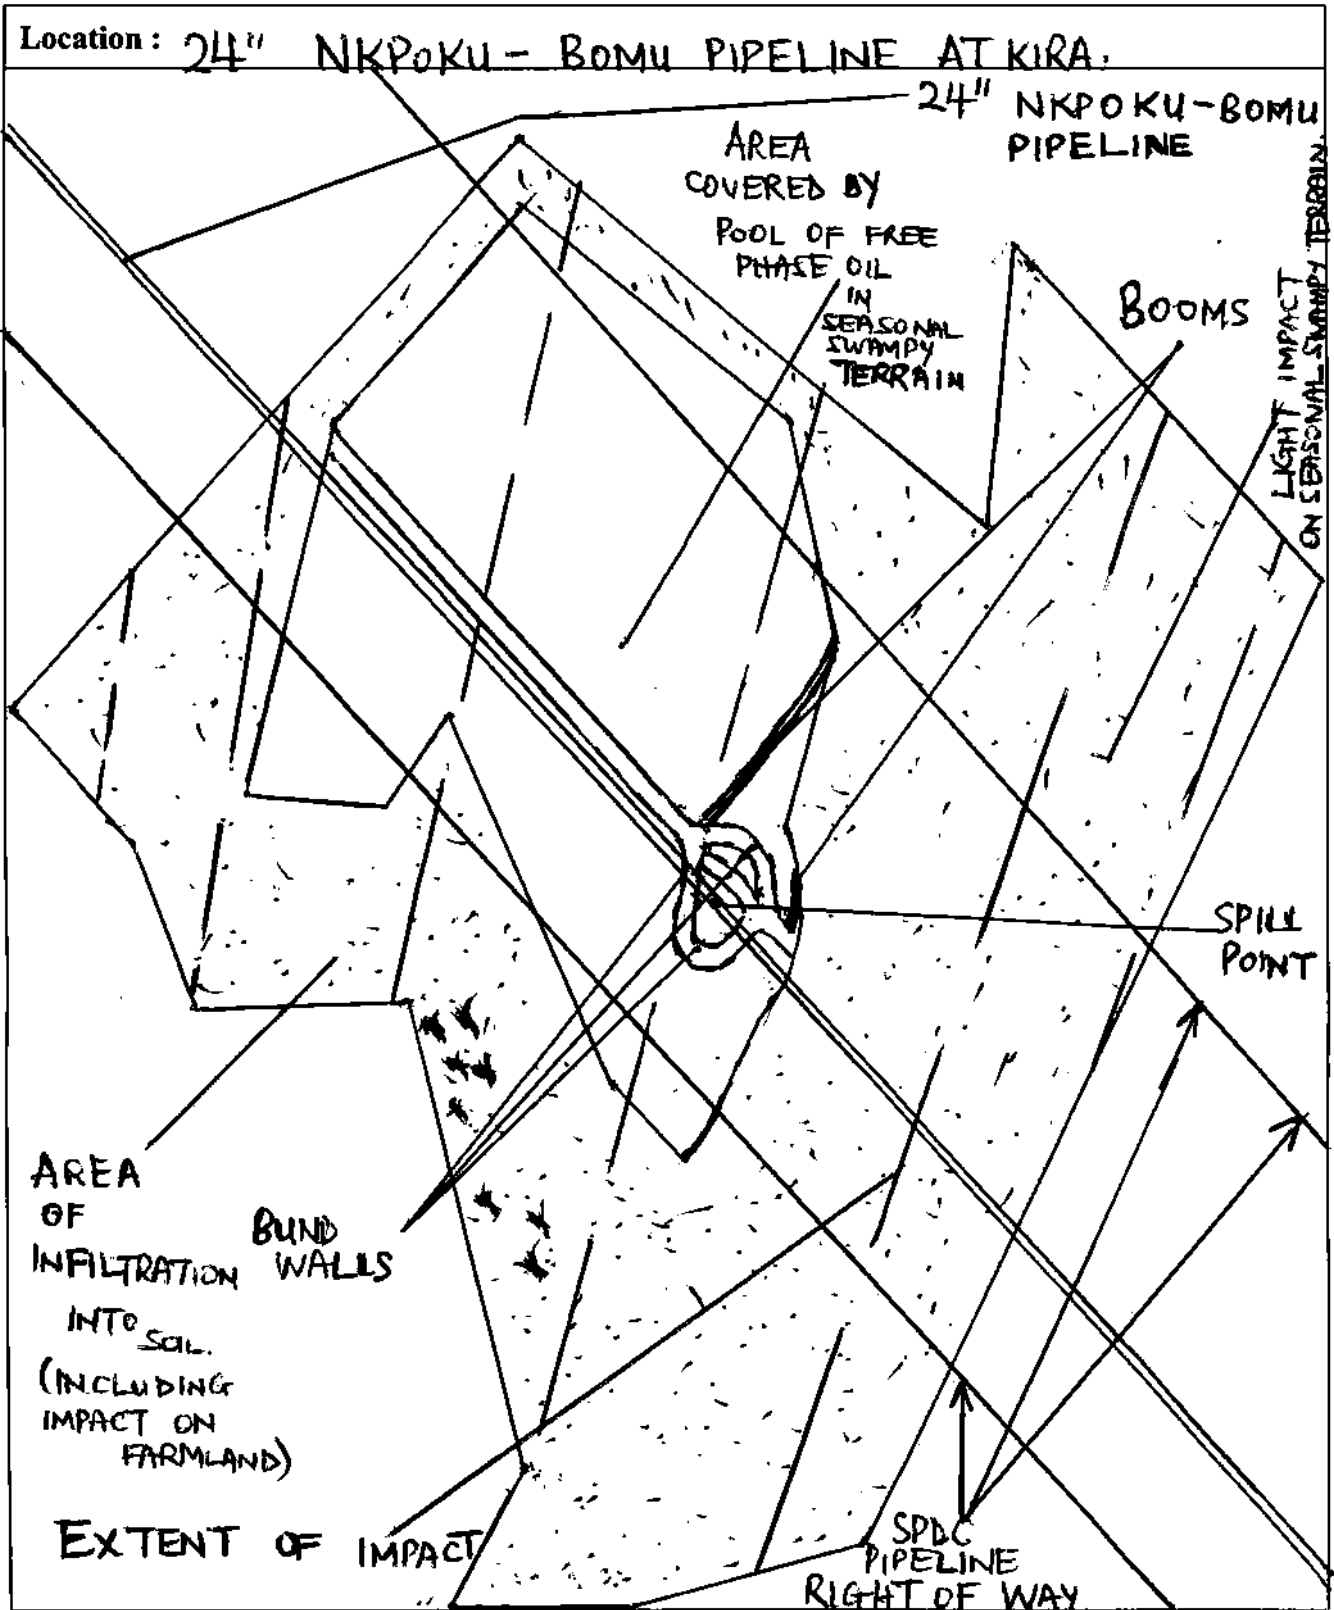 Location : 24" NKPOKU - BOMU PIPELINE AT KIRA.
24" NKPOKU-BOMU
PIPELINE
AREA
COVERED BY
POOL OF FREE
PHASE OIL
IN
SEASONAL
SWAMPY
TERRAIN
BOOMS
LIGHT IMPACT
ON SEASONAL SWAMPY TERRAIN.
SPILL
POINT
AREA
OF
INFILTRATION
INTO SOIL.
(INCLUDING
IMPACT ON
FARMLAND)
BUND
WALLS
EXTENT OF IMPACT
SPDC
PIPELINE
RIGHT OF WAY